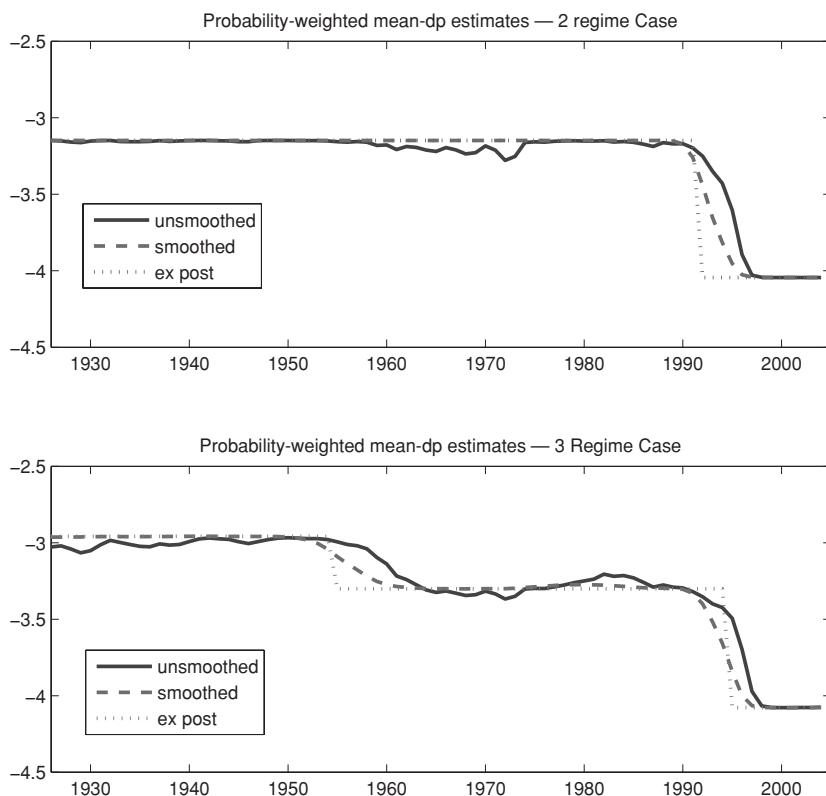 Probability-weighted mean-dp estimates — 2 regime Case
−2.5
−3
−3.5
−4
−4.5
unsmoothed
smoothed
ex post
1930 1940 1950 1960 1970 1980 1990 2000
Probability-weighted mean-dp estimates — 3 Regime Case
−2.5
−3
−3.5
−4
−4.5
unsmoothed
smoothed
ex post
1930 1940 1950 1960 1970 1980 1990 2000